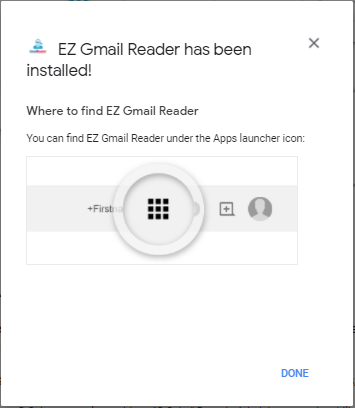 EZ Gmail Reader has been
installed!
Where to find EZ Gmail Reader
You can find EZ Gmail Reader under the Apps launcher icon:
+Firstn
DONE